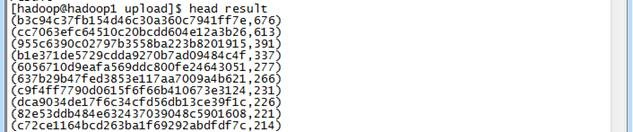 [hadoop@hadoop1 upload]$ head result
(b3c94c37fb154d46c30a360c7941ff7e,676)
(cc7063efc64510c20bcdd604e12a3b26,613)
(955c6390c02797b3558ba223b8201915,391)
(b1e371de5729cdda9270b7ad09484c4f,337)
(6056710d9eafa569ddc800fe24643051,277)
(637b29b47fed3853e117aa7009a4b621,266)
(c9f4ff7790d0615f6f66b410673e3124,231)
(dca9034de17f6c34cfd56db13ce39f1c,226)
(82e53ddb484e632437039048c5901608,221)
(c72ce1164bcd263ba1f69292abdfdf7c,214)